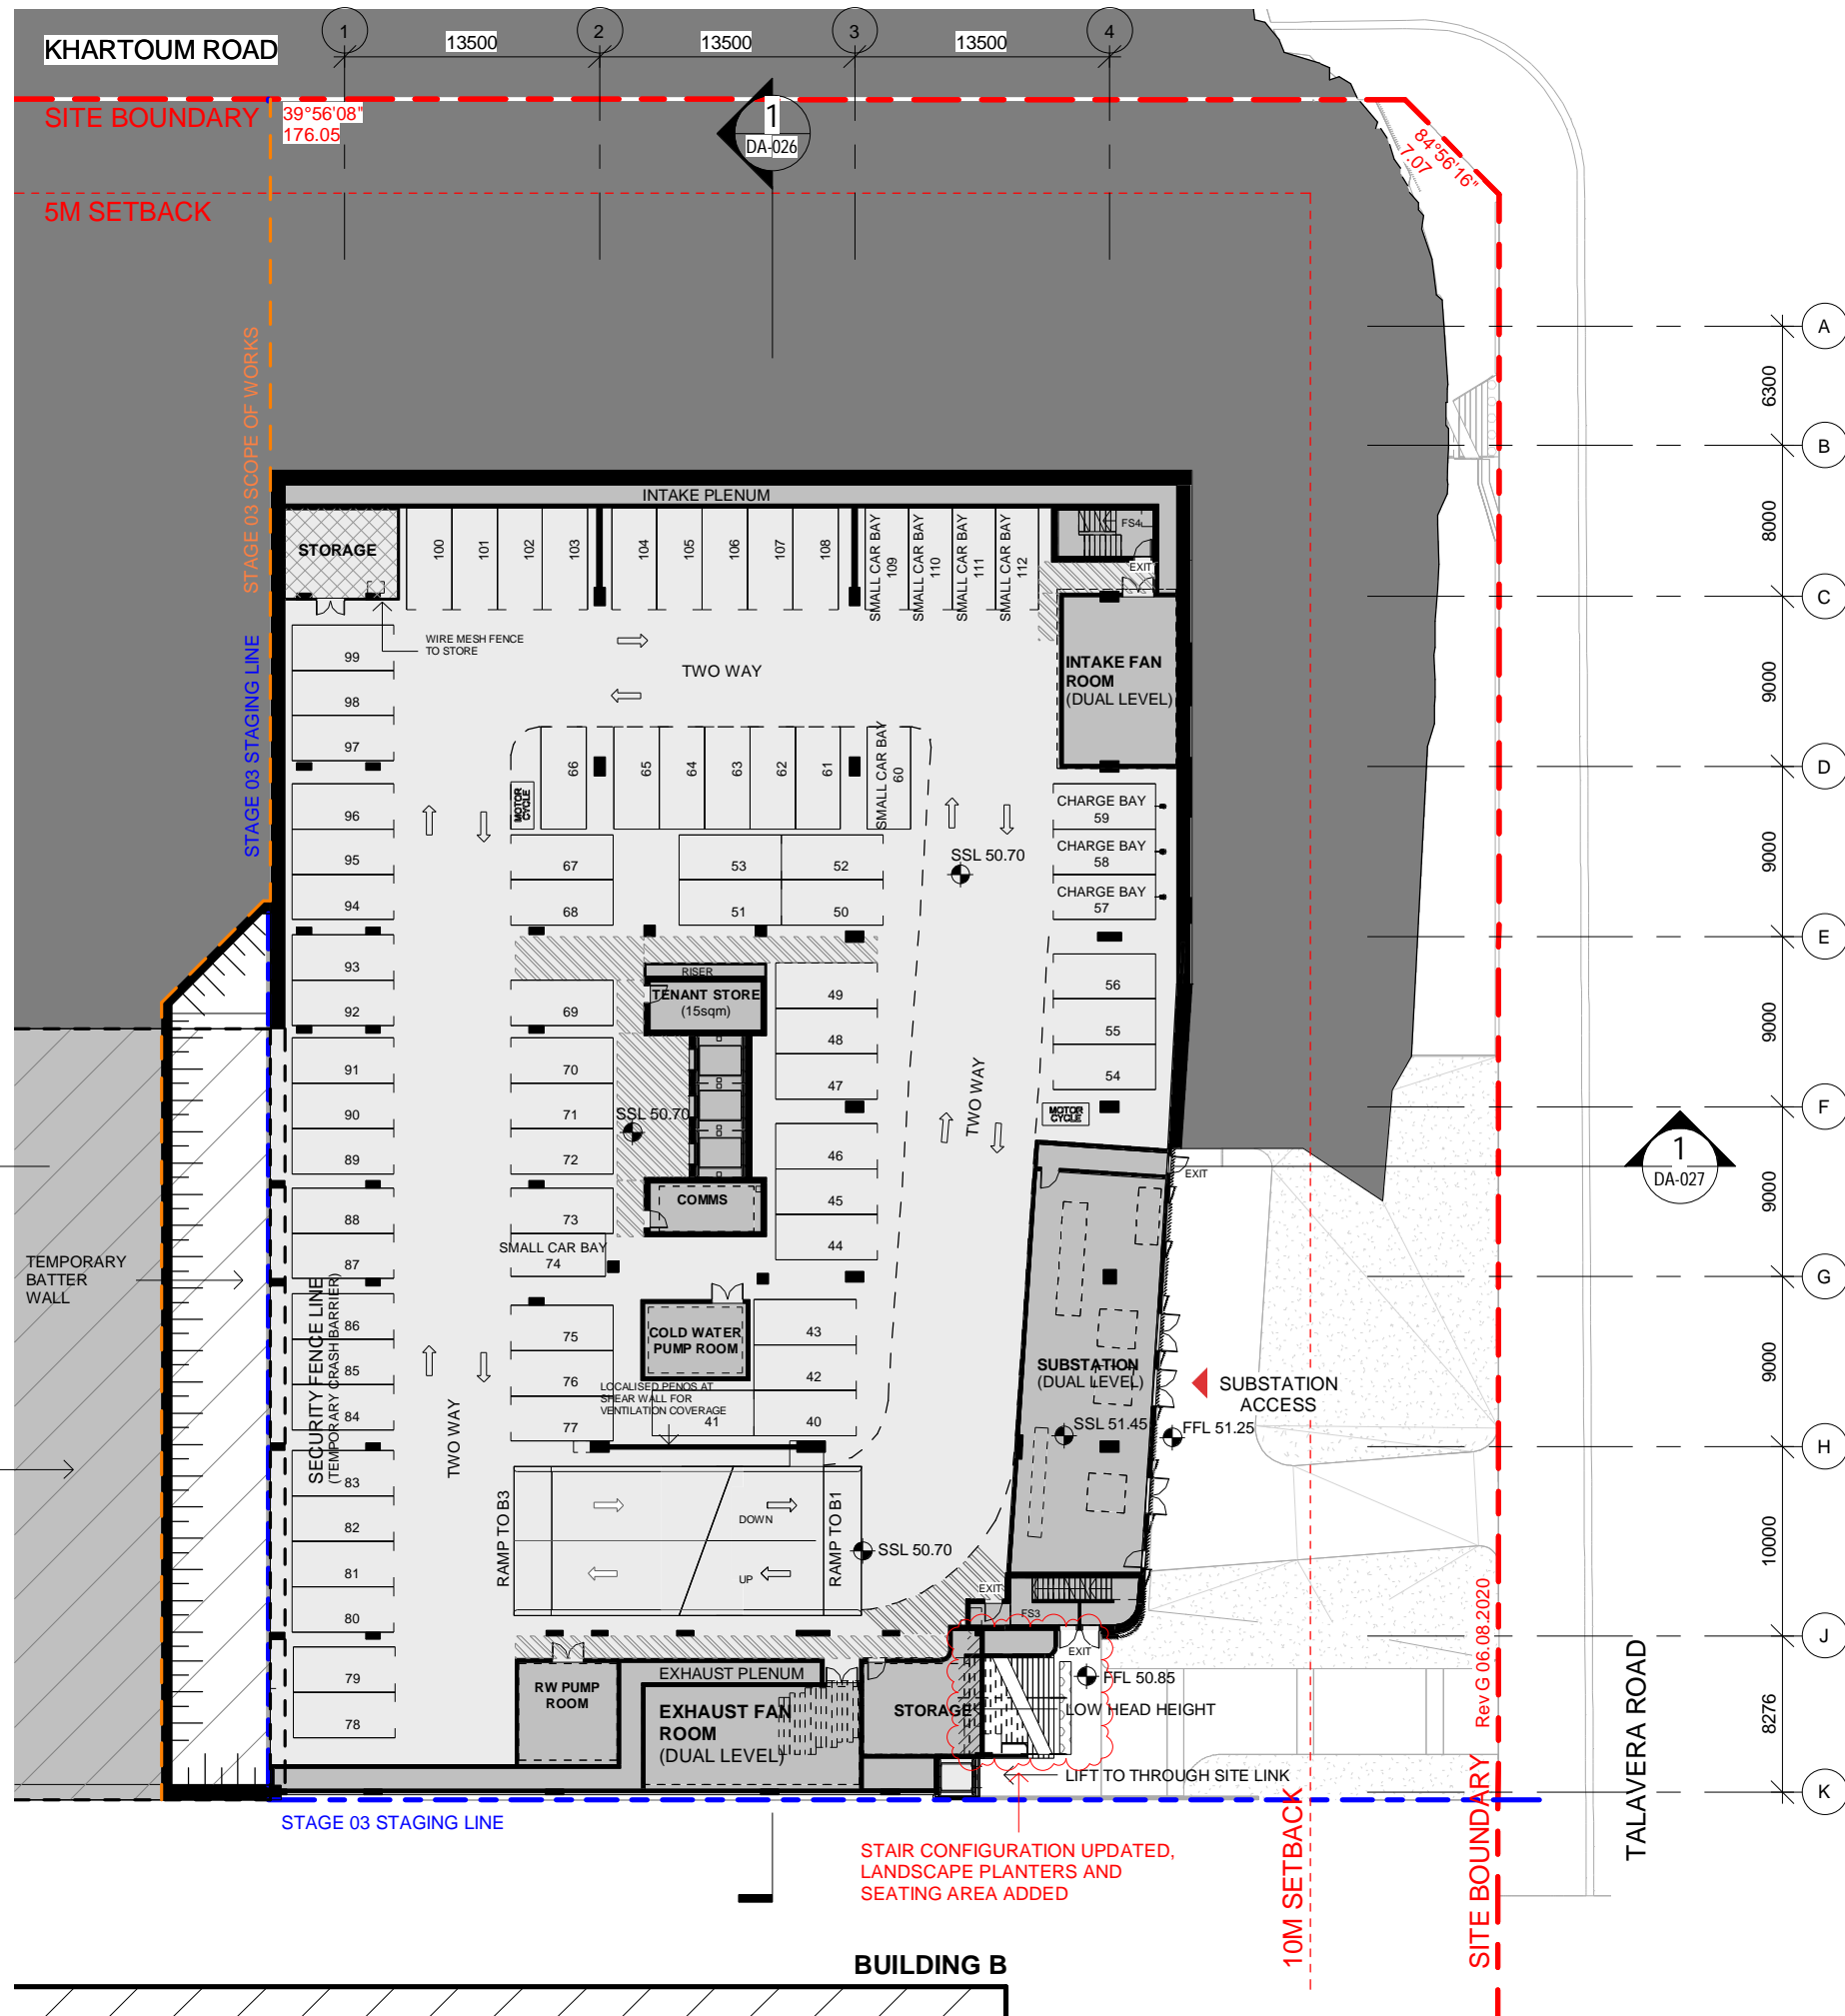 KHARTOUM ROAD
1
2
3
4
13500
13500
13500
SITE BOUNDARY
39°56'08"
176.05
1
DA-026
84°56'16"
7.07
5M SETBACK
A
6300
B
8000
C
9000
D
9000
E
9000
F
9000
G
9000
H
10000
J
8276
K
STAGE 03 SCOPE OF WORKS
STAGE 03 STAGING LINE
INTAKE PLENUM
STORAGE
100
101
102
103
104
105
106
107
108
SMALL CAR BAY
109
SMALL CAR BAY
110
SMALL CAR BAY
111
SMALL CAR BAY
112
FS4
EXIT
WIRE MESH FENCE
TO STORE
TWO WAY
INTAKE FAN
ROOM
(DUAL LEVEL)
99
98
97
66
65
64
63
62
61
SMALL CAR BAY
60
MOTOR
CYCLE
CHARGE BAY
59
CHARGE BAY
58
CHARGE BAY
57
96
95
94
67
68
53
52
51
50
SSL 50.70
93
92
69
RISER
TENANT STORE
(15sqm)
49
48
47
56
55
54
MOTOR
CYCLE
TWO WAY
91
90
89
70
71
72
SSL 50.70
46
45
44
EXIT
1
DA-027
88
87
73
SMALL CAR BAY
74
COMMS
TEMPORARY
BATTER
WALL
SECURITY FENCE LINE
(TEMPORARY CRASH BARRIER)
86
85
84
75
76
77
COLD WATER
PUMP ROOM
LOCALISED PENOS AT
SHEAR WALL FOR
VENTILATION COVERAGE
43
42
41
40
SUBSTATION
(DUAL LEVEL)
SSL 51.45
FFL 51.25
SUBSTATION
ACCESS
TWO WAY
83
82
81
80
RAMP TO B3
DOWN
UP
RAMP TO B1
SSL 50.70
EXIT
FS3
79
78
RW PUMP
ROOM
EXHAUST PLENUM
EXHAUST FAN
ROOM
(DUAL LEVEL)
STORAGE
EXIT
FFL 50.85
LOW HEAD HEIGHT
LIFT TO THROUGH SITE LINK
STAGE 03 STAGING LINE
STAIR CONFIGURATION UPDATED,
LANDSCAPE PLANTERS AND
SEATING AREA ADDED
10M SETBACK
SITE BOUNDARY
Rev G 06.08.2020
TALAVERA ROAD
BUILDING B